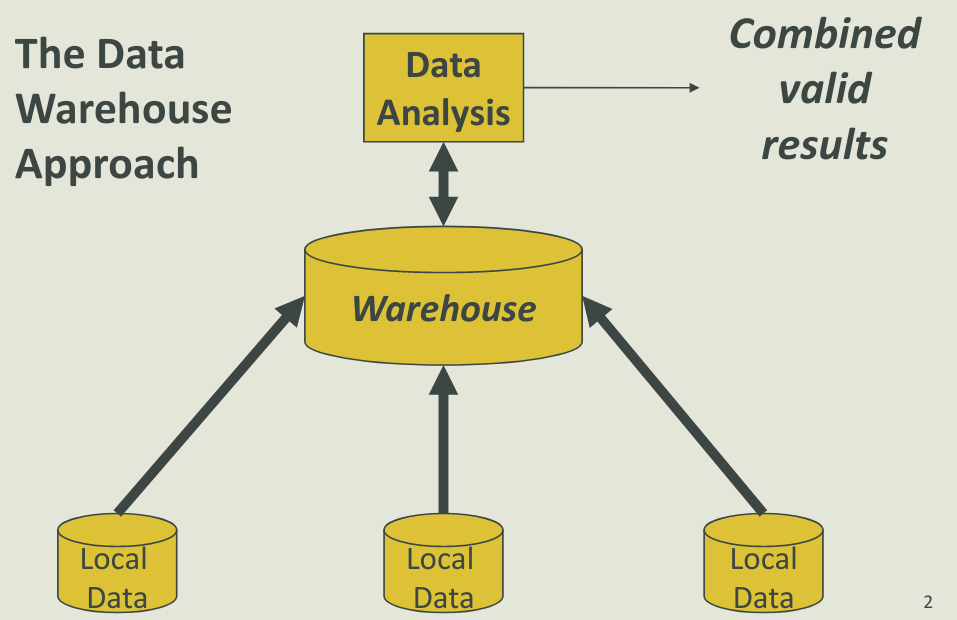 The Data
Warehouse
Approach
Data
Analysis
Combined
valid
results
Warehouse
Local
Data
Local
Data
Local
Data
2